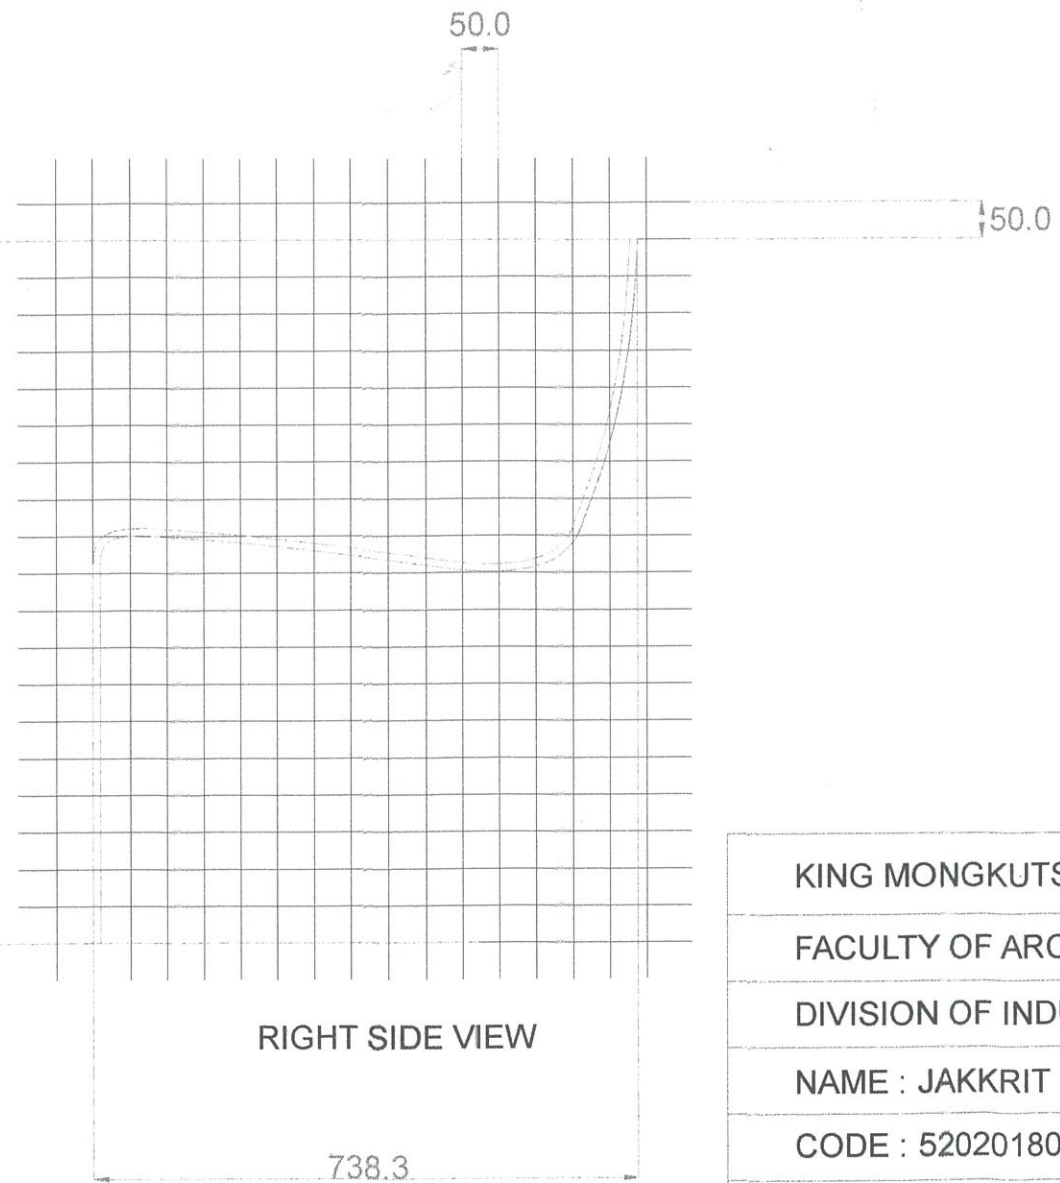 50.0
50.0
RIGHT SIDE VIEW
738.3
KING MONGKUTS
FACULTY OF ARC
DIVISION OF IND
NAME : JAKKRIT
CODE : 52020180